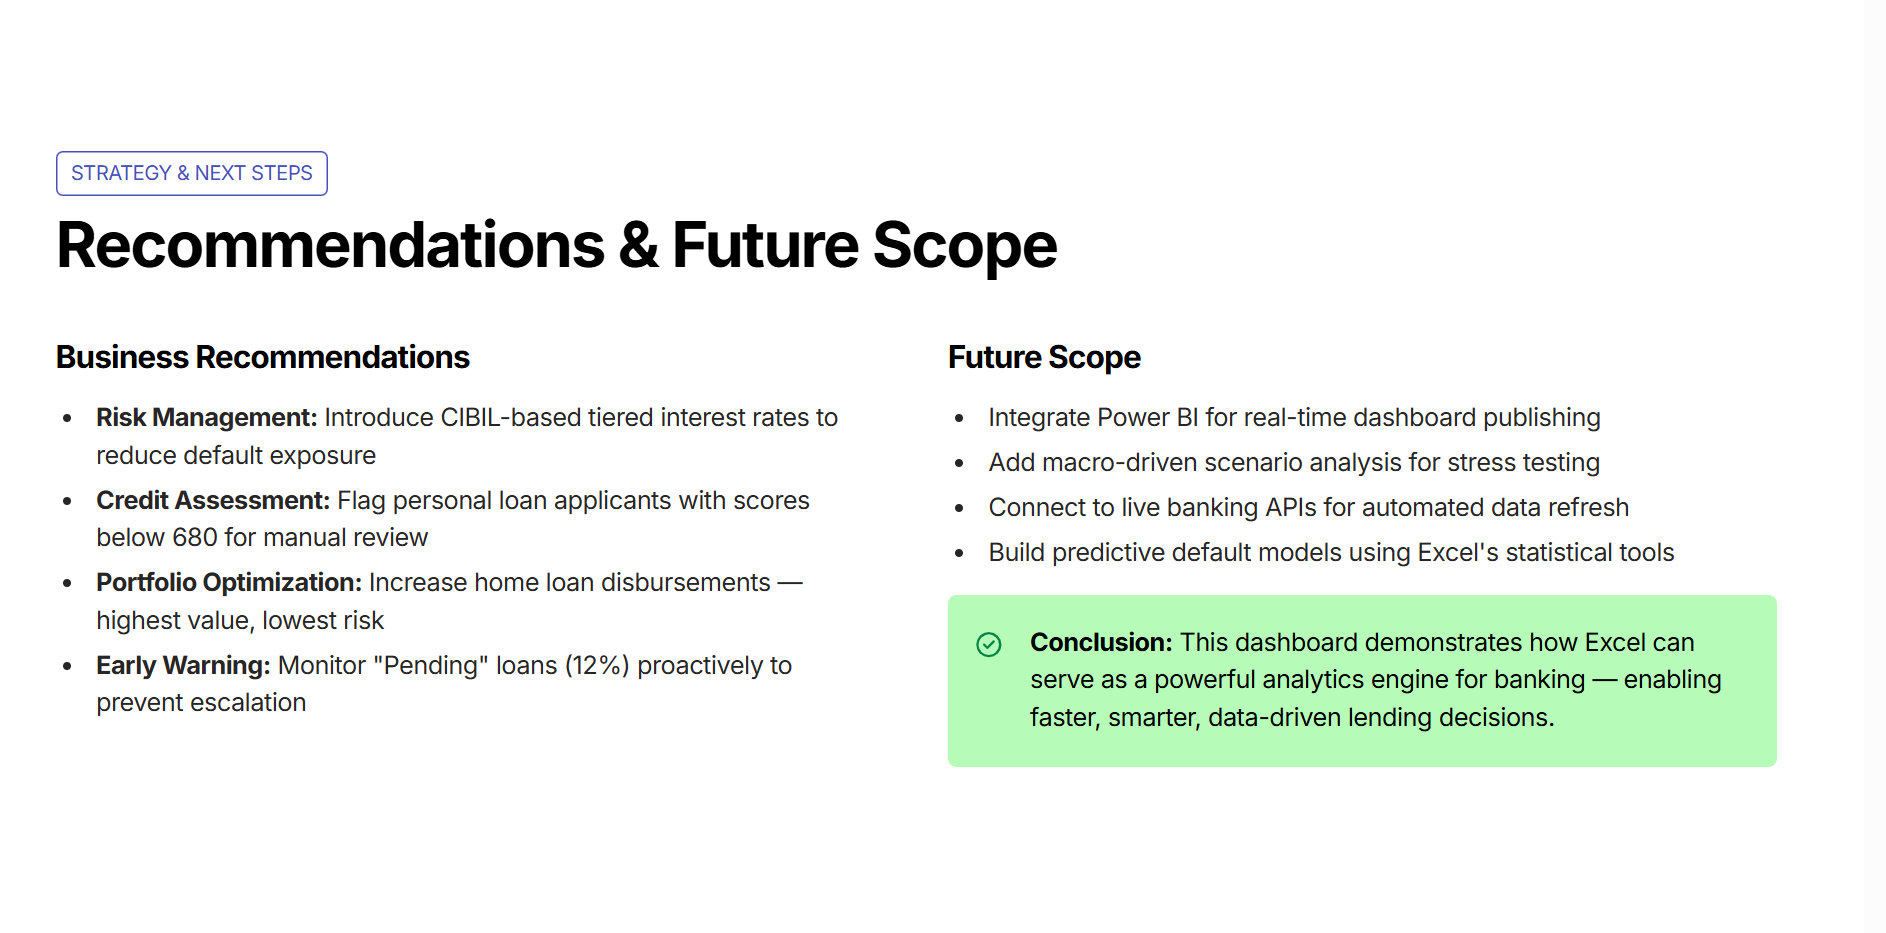 STRATEGY & NEXT STEPS
Recommendations & Future Scope
Business Recommendations
• Risk Management: Introduce CIBIL-based tiered interest rates to
reduce default exposure
• Credit Assessment: Flag personal loan applicants with scores
below 680 for manual review
• Portfolio Optimization: Increase home loan disbursements —
highest value, lowest risk
• Early Warning: Monitor "Pending" loans (12%) proactively to
prevent escalation
Future Scope
• Integrate Power BI for real-time dashboard publishing
• Add macro-driven scenario analysis for stress testing
• Connect to live banking APIs for automated data refresh
• Build predictive default models using Excel's statistical tools
Conclusion: This dashboard demonstrates how Excel can
serve as a powerful analytics engine for banking — enabling
faster, smarter, data-driven lending decisions.